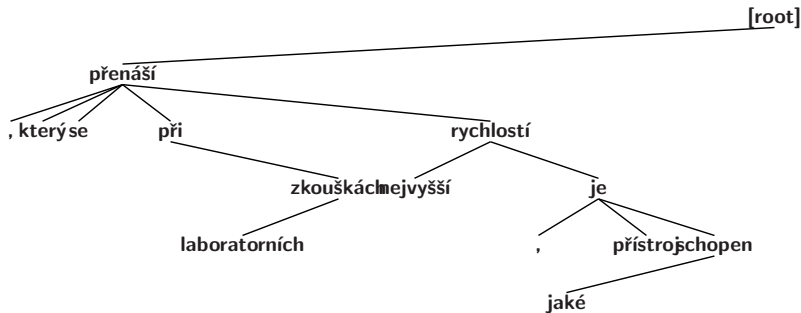 [root]
přenáší
, který se při rychlostí
zkouškách nejvyšší je
laboratorních , přístroj schopen
jaké